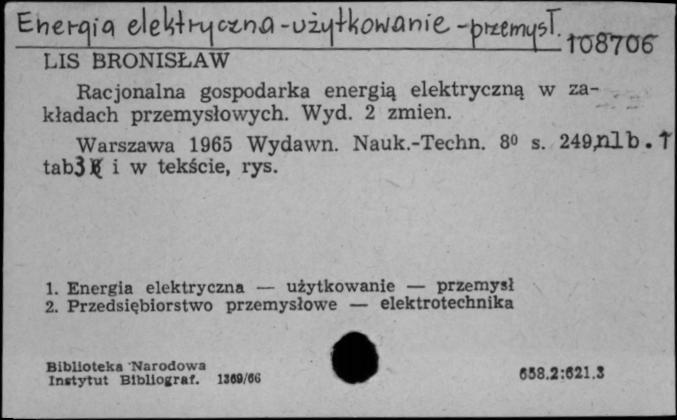 Energia elektryczna-użytkowanie-przemysł.
108706
LIS BRONISŁAW
Racjonalna gospodarka energią elektryczną w za-
kładach przemysłowych. Wyd. 2 zmien.
Warszawa 1965 Wydawn. Nauk.-Techn. 8⁰ s. 249,nlb.1
tab3 i w tekście, rys.
1. Energia elektryczna — użytkowanie — przemysł
2. Przedsiębiorstwo przemysłowe — elektrotechnika
Biblioteka Narodowa
Instytut Bibliograf. 1369/66
658.2:621.3